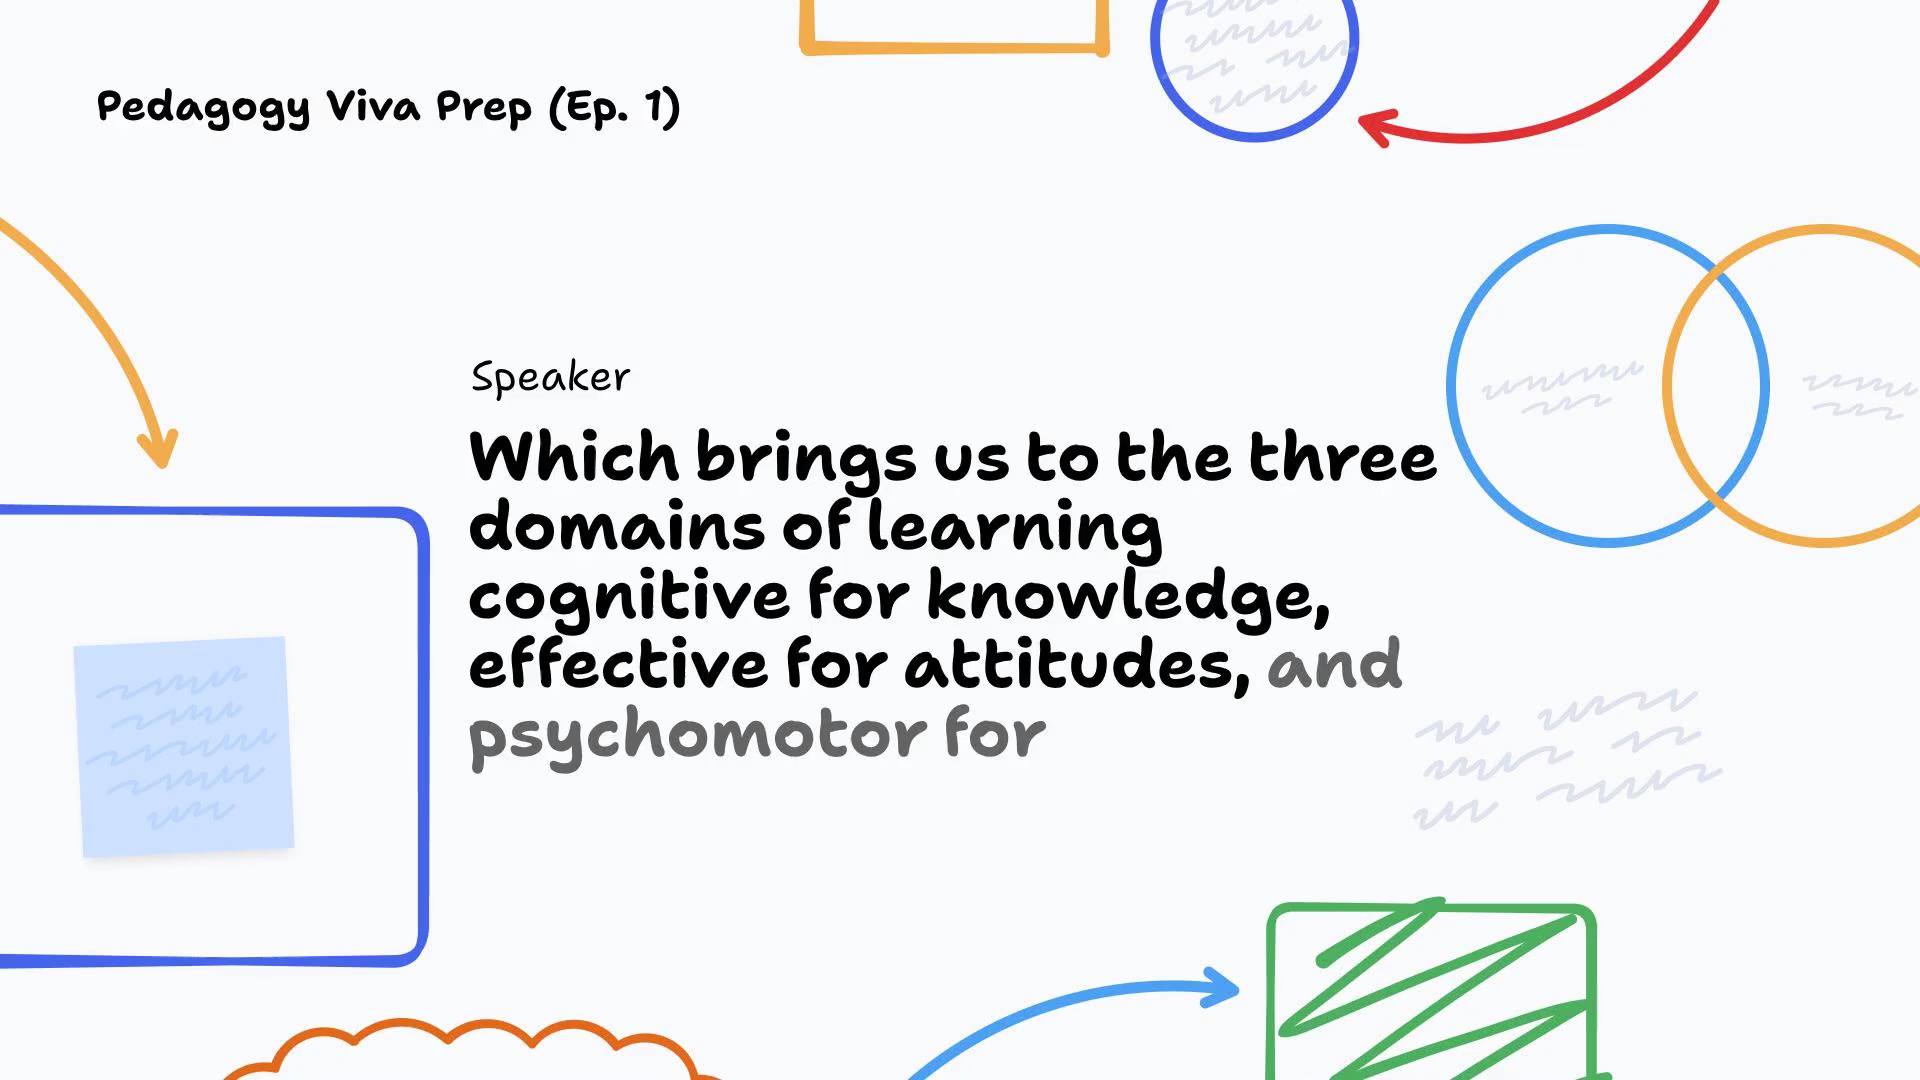 Pedagogy Viva Prep (Ep. 1)
Speaker
Which brings us to the three
domains of learning
cognitive for knowledge,
effective for attitudes, and
psychomotor for